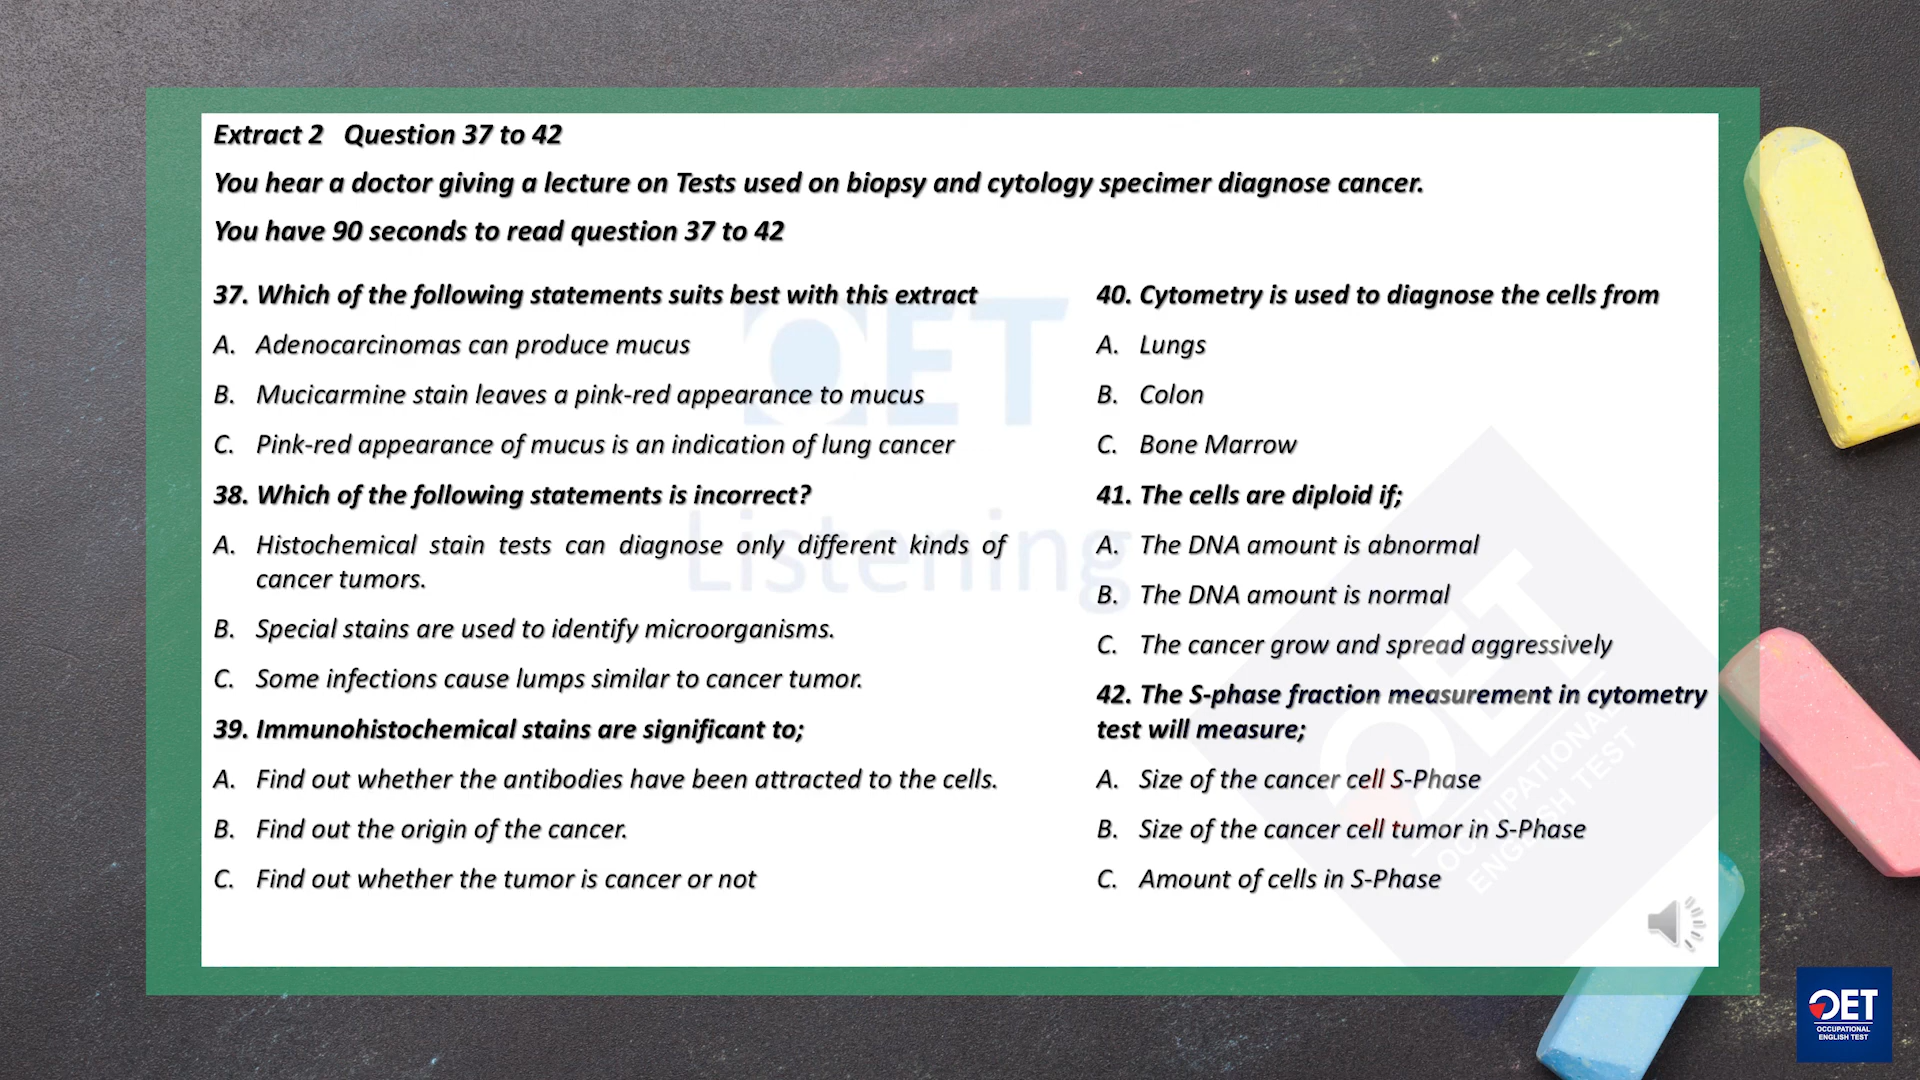 Extract 2 Question 37 to 42
You hear a doctor giving a lecture on Tests used on biopsy and cytology specimer diagnose cancer.
You have 90 seconds to read question 37 to 42
37. Which of the following statements suits best with this extract
A. Adenocarcinomas can produce mucus
B. Mucicarmine stain leaves a pink-red appearance to mucus
C. Pink-red appearance of mucus is an indication of lung cancer
38. Which of the following statements is incorrect?
A. Histochemical stain tests can diagnose only different kinds of
cancer tumors.
B. Special stains are used to identify microorganisms.
C. Some infections cause lumps similar to cancer tumor.
39. Immunohistochemical stains are significant to;
A. Find out whether the antibodies have been attracted to the cells.
B. Find out the origin of the cancer.
C. Find out whether the tumor is cancer or not
40. Cytometry is used to diagnose the cells from
A. Lungs
B. Colon
C. Bone Marrow
41. The cells are diploid if;
A. The DNA amount is abnormal
B. The DNA amount is normal
C. The cancer grow and spread aggressively
42. The S-phase fraction measurement in cytometry
test will measure;
A. Size of the cancer cell S-Phase
B. Size of the cancer cell tumor in S-Phase
C. Amount of cells in S-Phase
OET
Listening
OET
OCCUPATIONAL
ENGLISH TEST
OET
OCCUPATIONAL
ENGLISH TEST